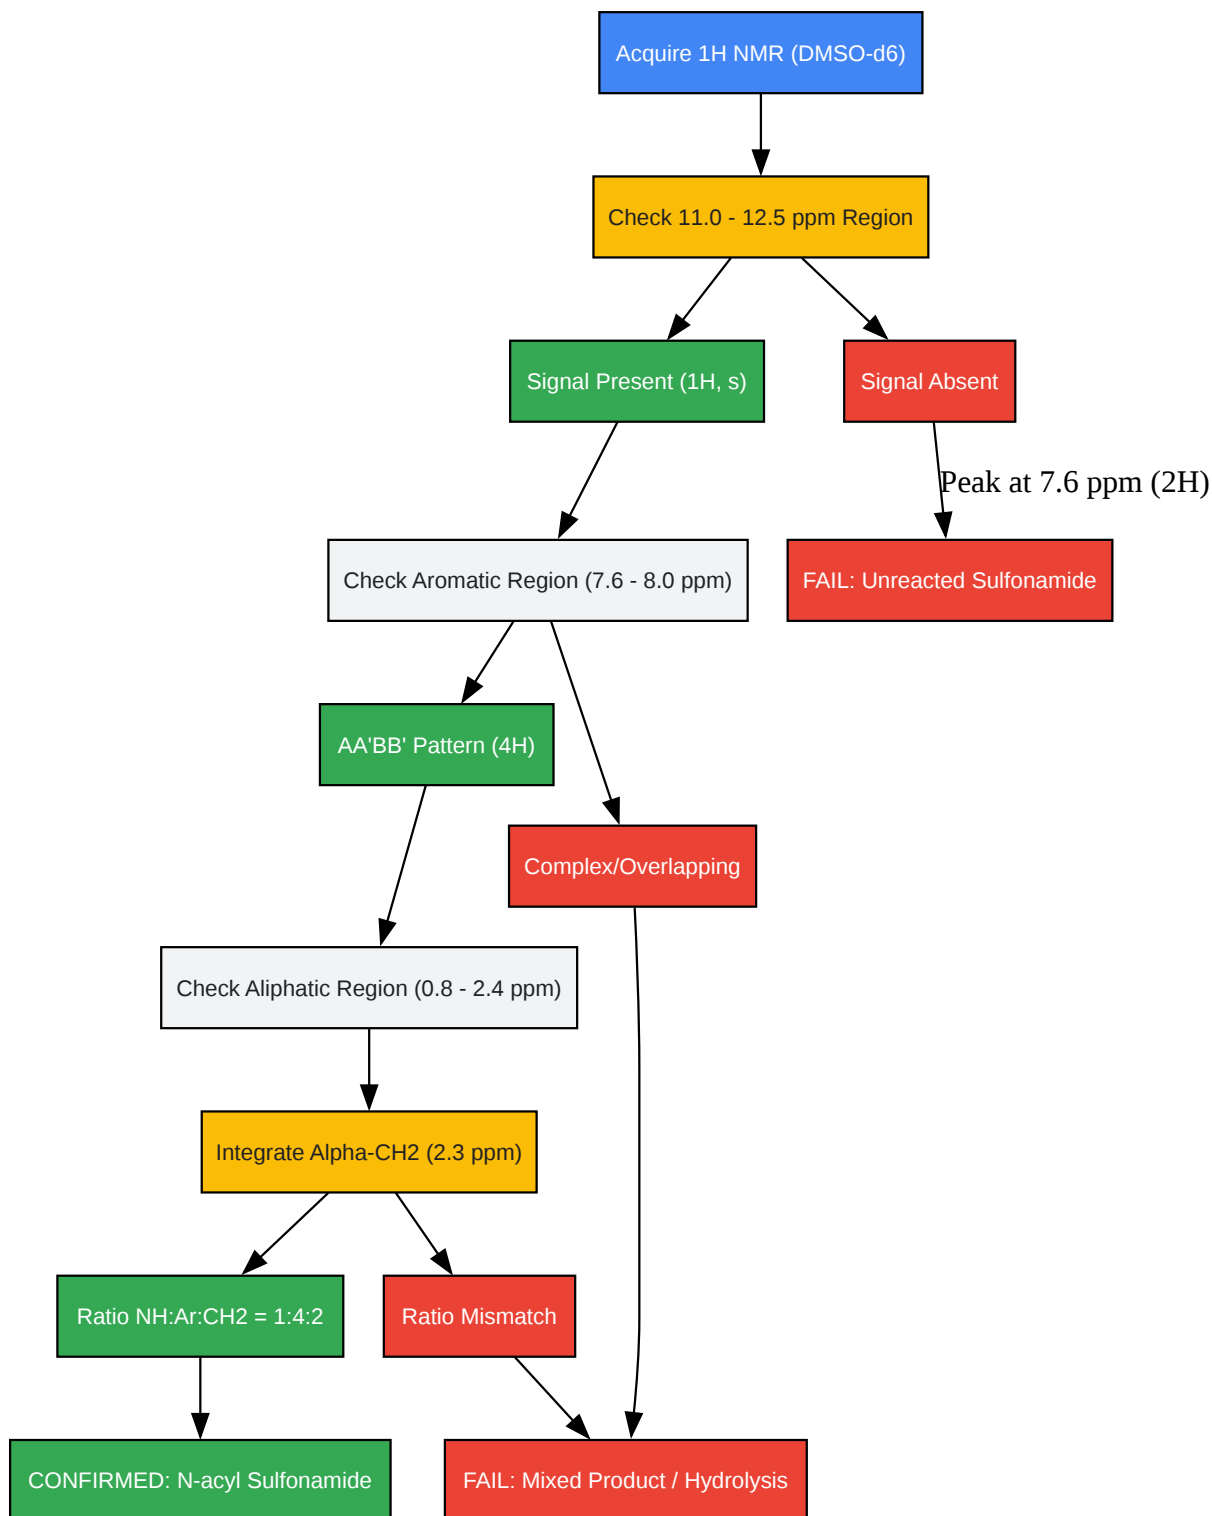 Acquire 1H NMR (DMSO-d6)
Check 11.0 - 12.5 ppm Region
Signal Present (1H, s)
Signal Absent
Peak at 7.6 ppm (2H)
Check Aromatic Region (7.6 - 8.0 ppm)
FAIL: Unreacted Sulfonamide
AA'BB' Pattern (4H)
Complex/Overlapping
Check Aliphatic Region (0.8 - 2.4 ppm)
Integrate Alpha-CH2 (2.3 ppm)
Ratio NH:Ar:CH2 = 1:4:2
Ratio Mismatch
CONFIRMED: N-acyl Sulfonamide
FAIL: Mixed Product / Hydrolysis